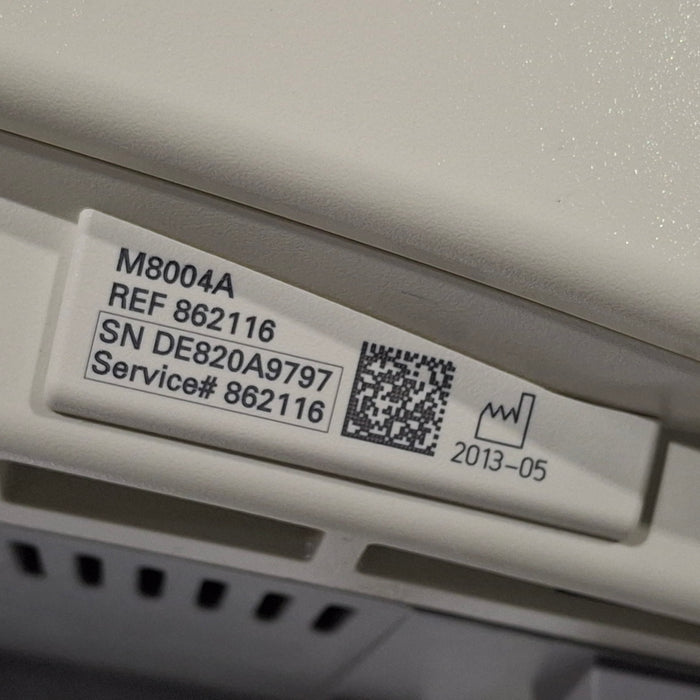 M8004A
REF 862116
SN DE820A9797
Service# 862116
2013-05